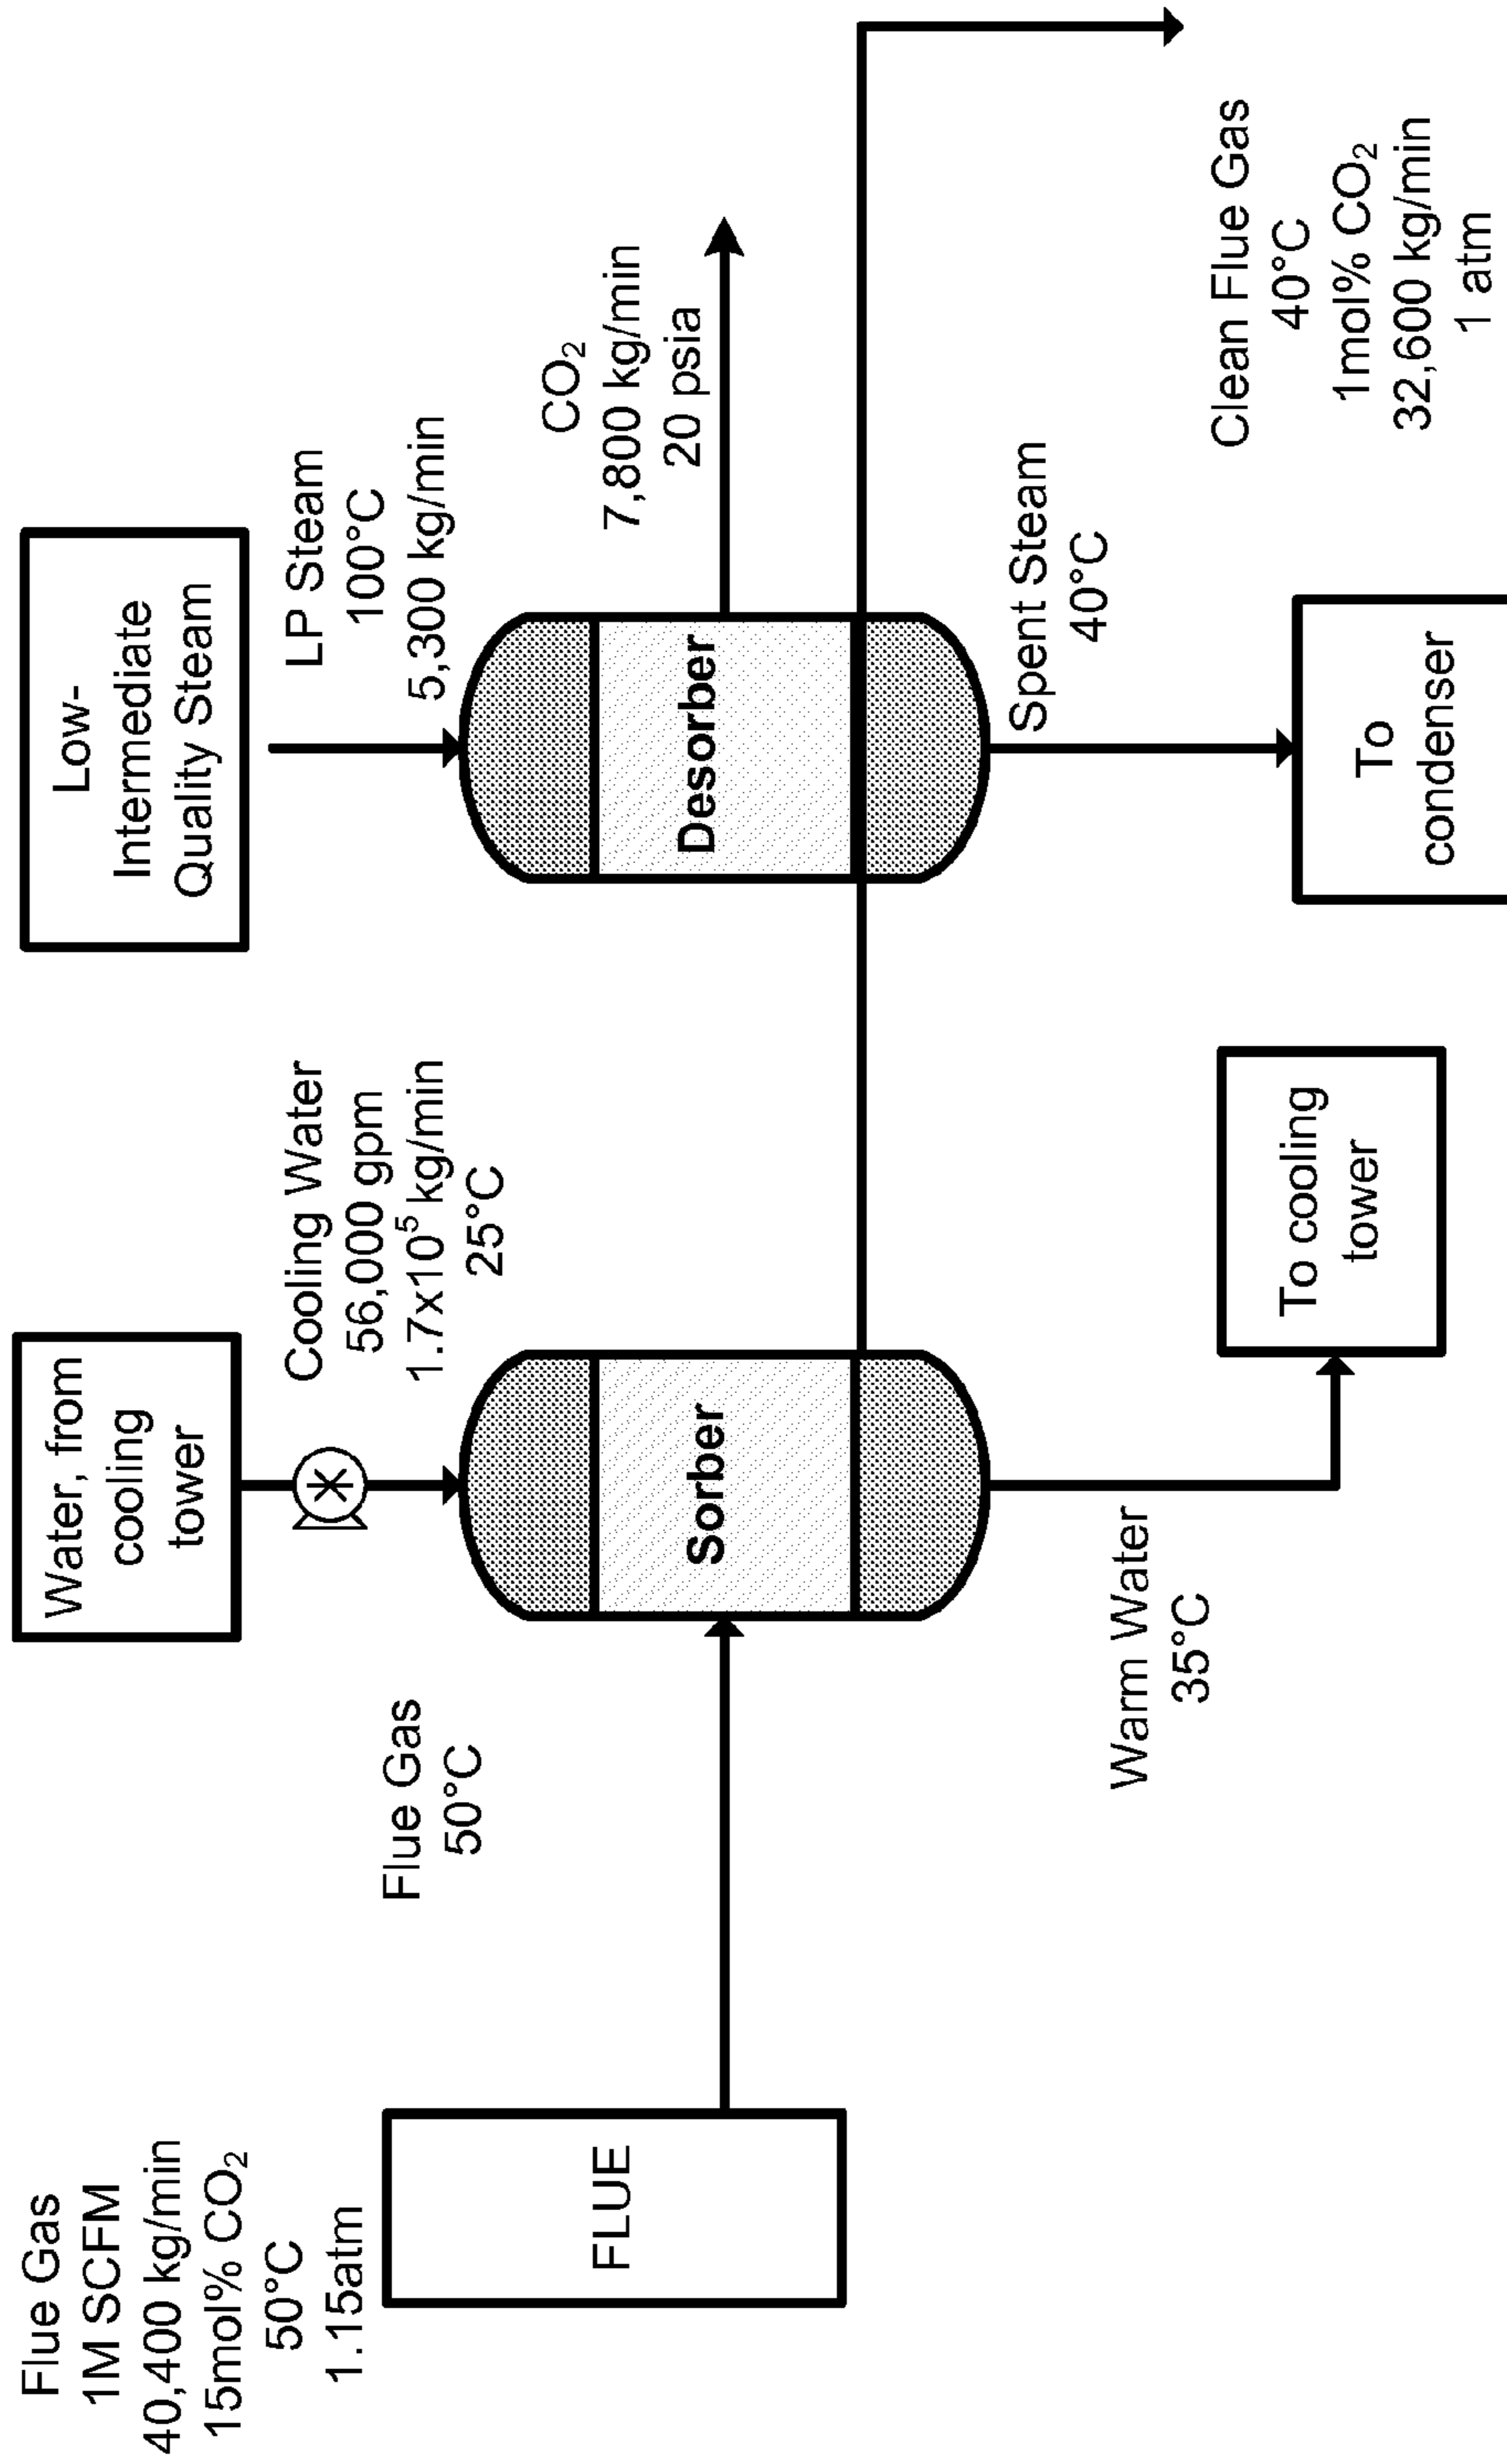 Flue Gas
1M SCFM
40,400 kg/min
15mol% CO₂
50°C
1.15atm
FLUE
Flue Gas
50°C
Water, from
cooling
tower
Cooling Water
56,000 gpm
1.7x10⁵ kg/min
25°C
Sorber
Warm Water
35°C
To cooling
tower
Low-
Intermediate
Quality Steam
LP Steam
100°C
5,300 kg/min
Desorber
CO₂
7,800 kg/min
20 psia
Spent Steam
40°C
To
condenser
Clean Flue Gas
40°C
1mol% CO₂
32,600 kg/min
1 atm